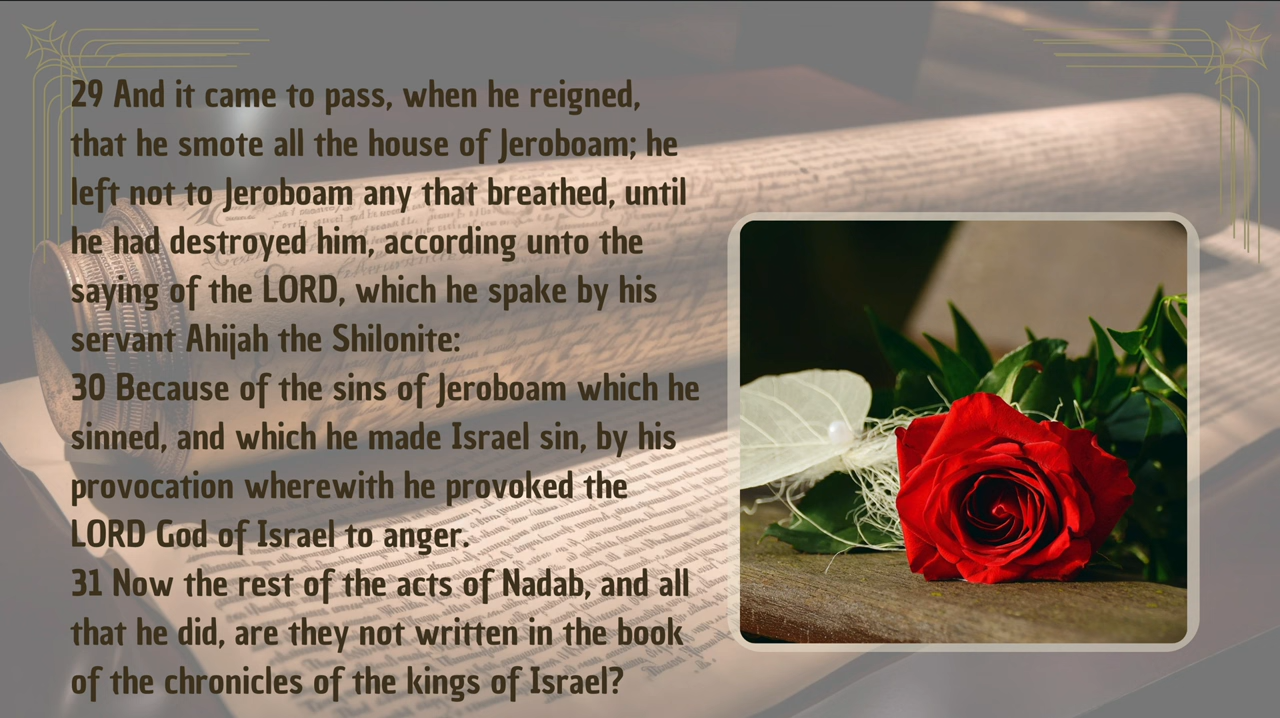 29 And it came to pass, when he reigned,
that he smote all the house of Jeroboam; he
left not to Jeroboam any that breathed, until
he had destroyed him, according unto the
saying of the LORD, which he spake by his
servant Ahijah the Shilonite:
30 Because of the sins of Jeroboam which he
sinned, and which he made Israel sin, by his
provocation wherewith he provoked the
LORD God of Israel to anger.
31 Now the rest of the acts of Nadab, and all
that he did, are they not written in the book
of the chronicles of the kings of Israel?